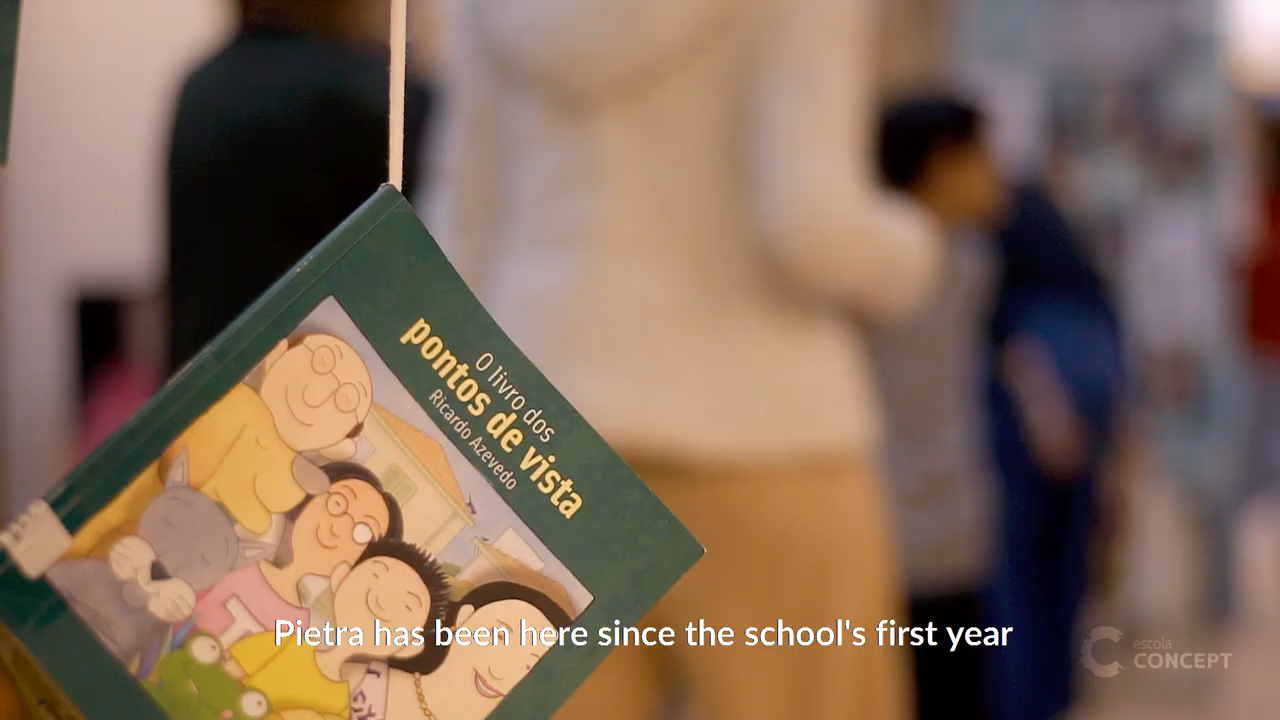 O livro dos
pontos de vista
Ricardo Azevedo
Pietra has been here since the school's first year
escola
CONCEPT